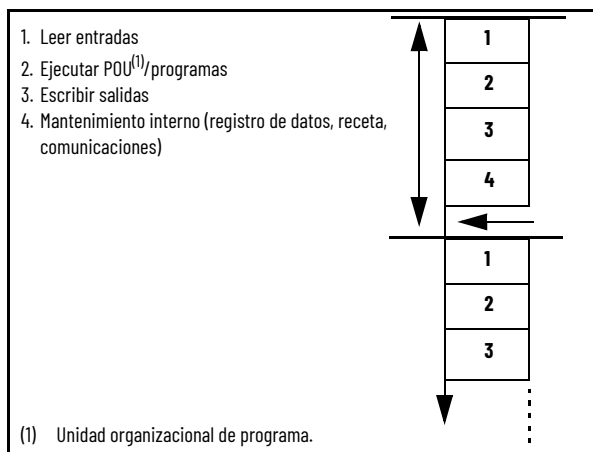 1. Leer entradas
2. Ejecutar POU(1)/programas
3. Escribir salidas
4. Mantenimiento interno (registro de datos, receta,
comunicaciones)
1
2
3
4
1
2
3
(1) Unidad organizacional de programa.